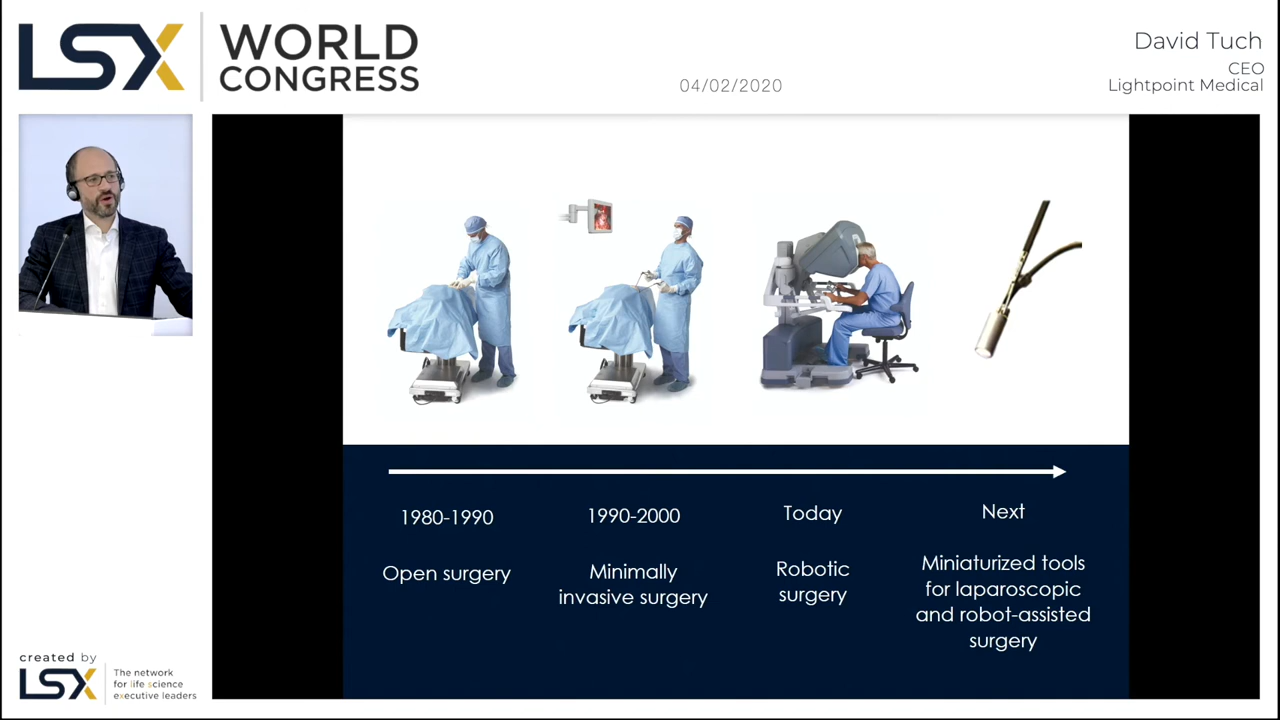 LSX WORLD
CONGRESS
04/02/2020
David Tuch
CEO
Lightpoint Medical
1980-1990
Open surgery
1990-2000
Minimally
invasive surgery
Today
Robotic
surgery
Next
Miniaturized tools
for laparoscopic
and robot-assisted
surgery
created by
LSX
The network
for life science
executive leaders